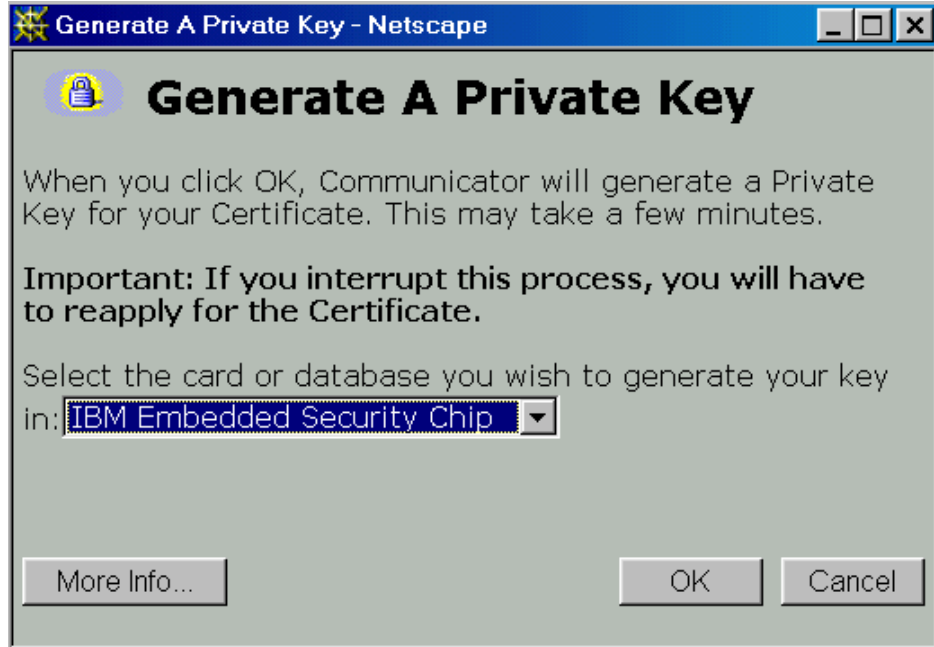 Generate A Private Key - Netscape
Generate A Private Key
When you click OK, Communicator will generate a Private
Key for your Certificate. This may take a few minutes.
Important: If you interrupt this process, you will have
to reapply for the Certificate.
Select the card or database you wish to generate your key
in: IBM Embedded Security Chip
More Info... OK Cancel